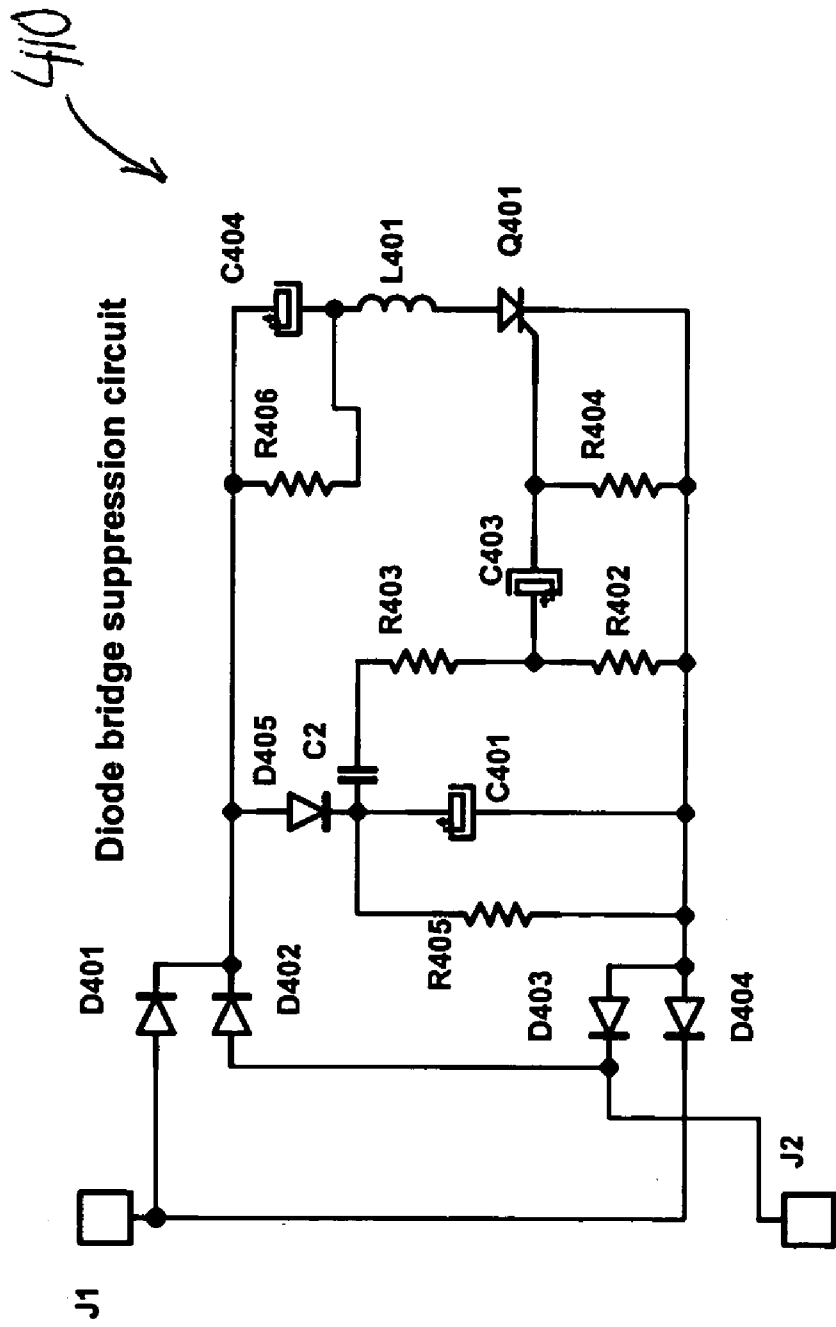 410
Diode bridge suppression circuit
J1
D401
D402
D405
C2
R403
R406
C404
L401
Q401
R405
C401
C403
R402
R404
D403
D404
J2